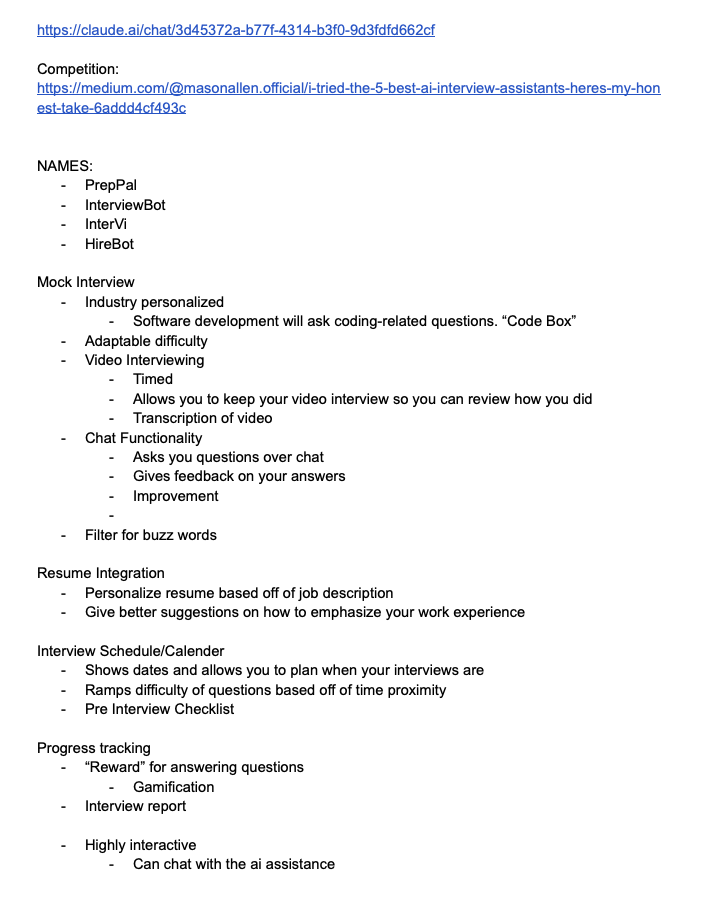 https://claude.ai/chat/3d45372a-b77f-4314-b3f0-9d3fdfd662cf
Competition:
https://medium.com/@masonallen.official/i-tried-the-5-best-ai-interview-assistants-heres-my-hon
est-take-6addd4cf493c
NAMES:
- PrepPal
- InterviewBot
- InterVi
- HireBot
Mock Interview
- Industry personalized
- Software development will ask coding-related questions. “Code Box”
- Adaptable difficulty
- Video Interviewing
- Timed
- Allows you to keep your video interview so you can review how you did
- Transcription of video
- Chat Functionality
- Asks you questions over chat
- Gives feedback on your answers
- Improvement
-
- Filter for buzz words
Resume Integration
- Personalize resume based off of job description
- Give better suggestions on how to emphasize your work experience
Interview Schedule/Calender
- Shows dates and allows you to plan when your interviews are
- Ramps difficulty of questions based off of time proximity
- Pre Interview Checklist
Progress tracking
- “Reward” for answering questions
- Gamification
- Interview report
- Highly interactive
- Can chat with the ai assistance